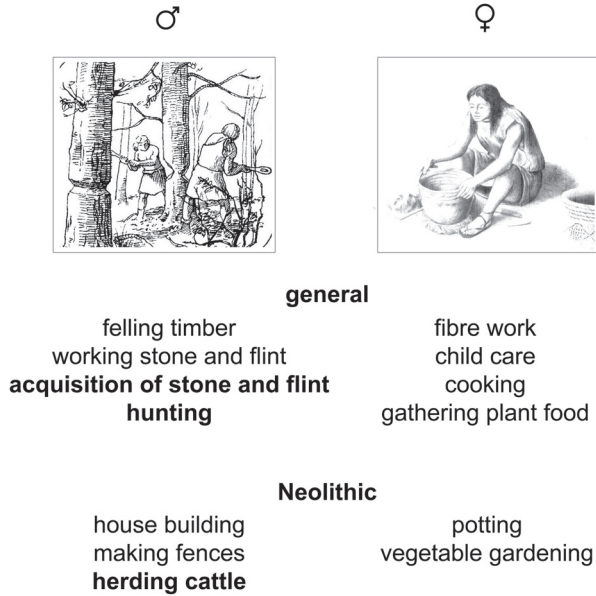 ♂ ♀
general
felling timber
working stone and flint
acquisition of stone and flint
hunting
fibre work
child care
cooking
gathering plant food
Neolithic
house building
making fences
herding cattle
potting
vegetable gardening